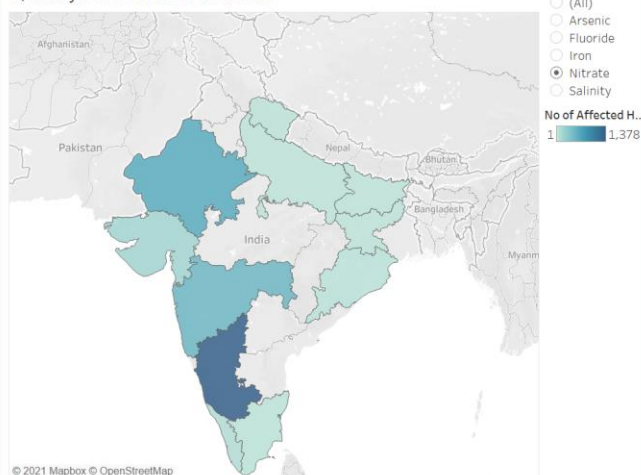 (All)
Arsenic
Fluoride
Iron
Nitrate
Salinity
No of Affected H..
1 1,378
Afghanistan
Pakistan
Nepal
Bhutan
Bangladesh
India
Myanm
© 2021 Mapbox © OpenStreetMap